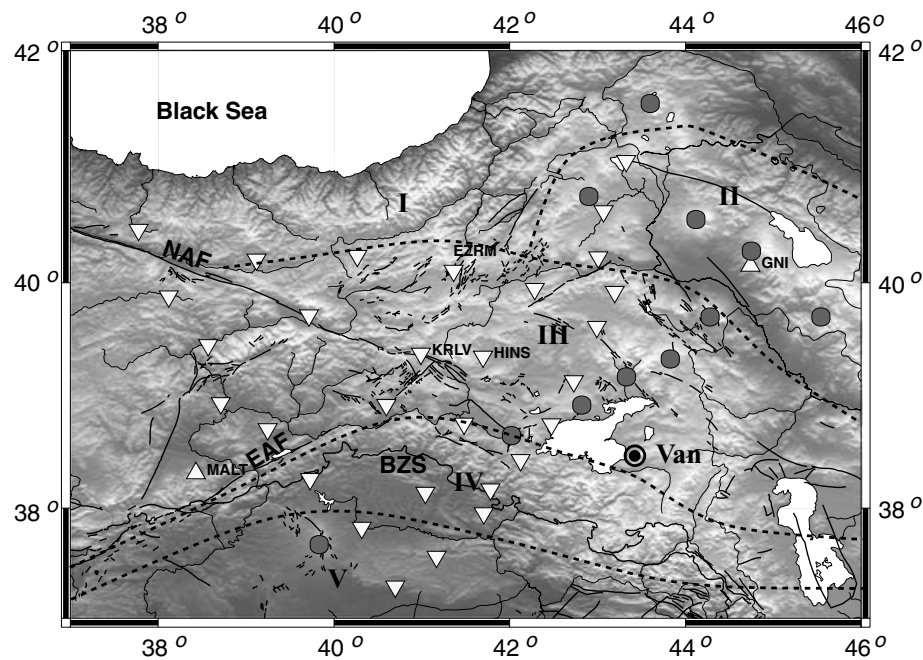 38 o 40 o 42 o 44 o 46 o
42 o 42 o
Black Sea
I
II
NAF
EZRM
GNI
40 o 40 o
III
KRLV
HINS
EAF
MALT
BZS
IV
Van
38 o 38 o
V
38 o 40 o 42 o 44 o 46 o